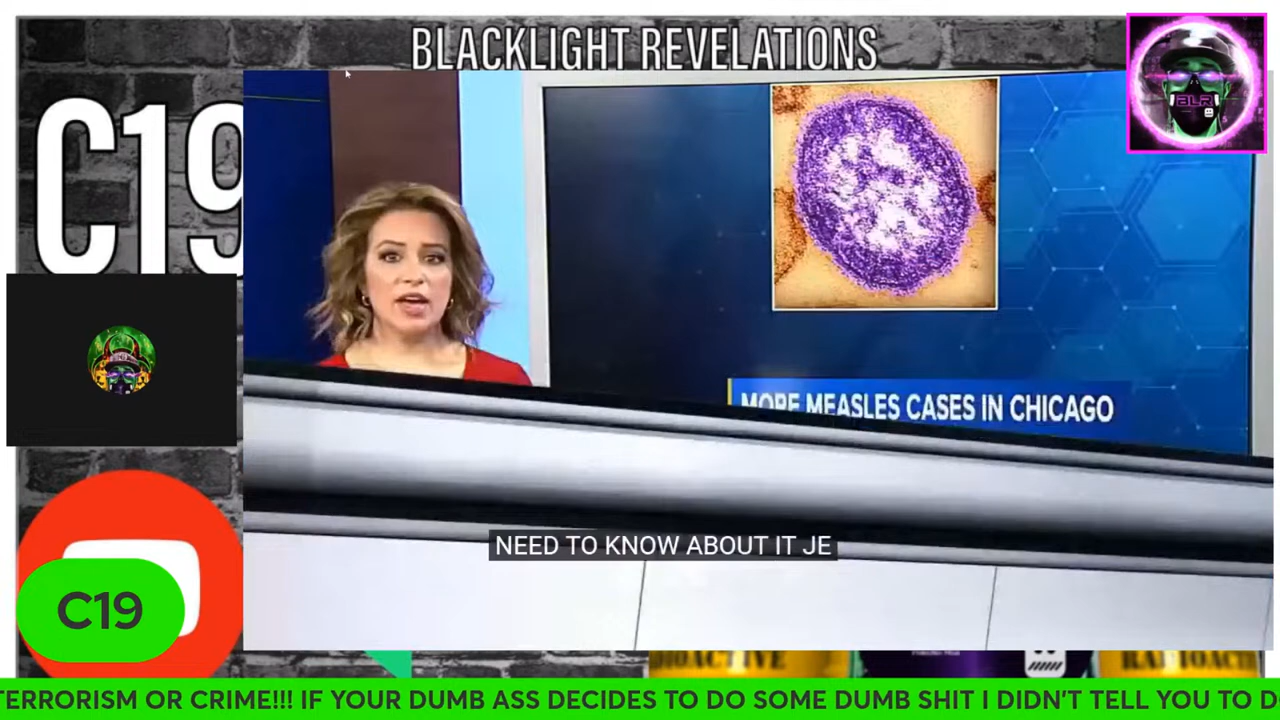 BLACKLIGHT REVELATIONS
C19
BLR
MORE MEASLES CASES IN CHICAGO
NEED TO KNOW ABOUT IT JE
C19
TERRORISM OR CRIME!!! IF YOUR DUMB ASS DECIDES TO DO SOME DUMB SHIT I DIDN'T TELL YOU TO D